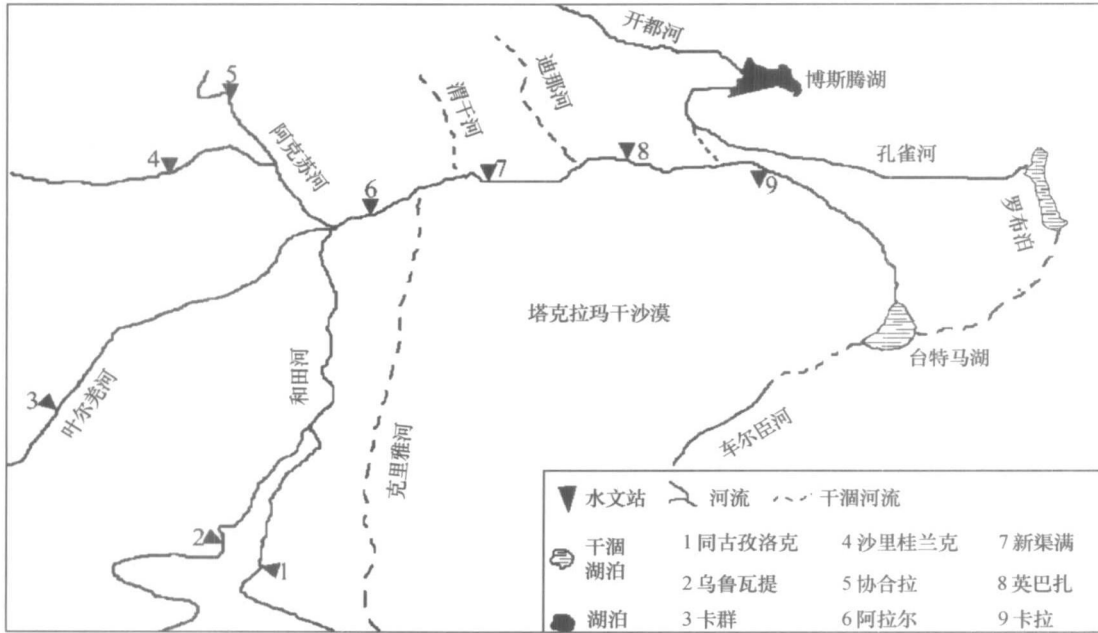 开都河
博斯腾湖
迪那河
渭干河
5
阿克苏河
4
8
7
孔雀河
9
6
罗布泊
塔克拉玛干沙漠
台特马湖
和田河
3
叶尔羌河
克里雅河
车尔臣河
2
1
水文站 河流 干涸河流
干涸
湖泊
1 同古孜洛克 4 沙里桂兰克 7 新渠满
2 乌鲁瓦提 5 协合拉 8 英巴扎
湖泊 3 卡群 6 阿拉尔 9 卡拉